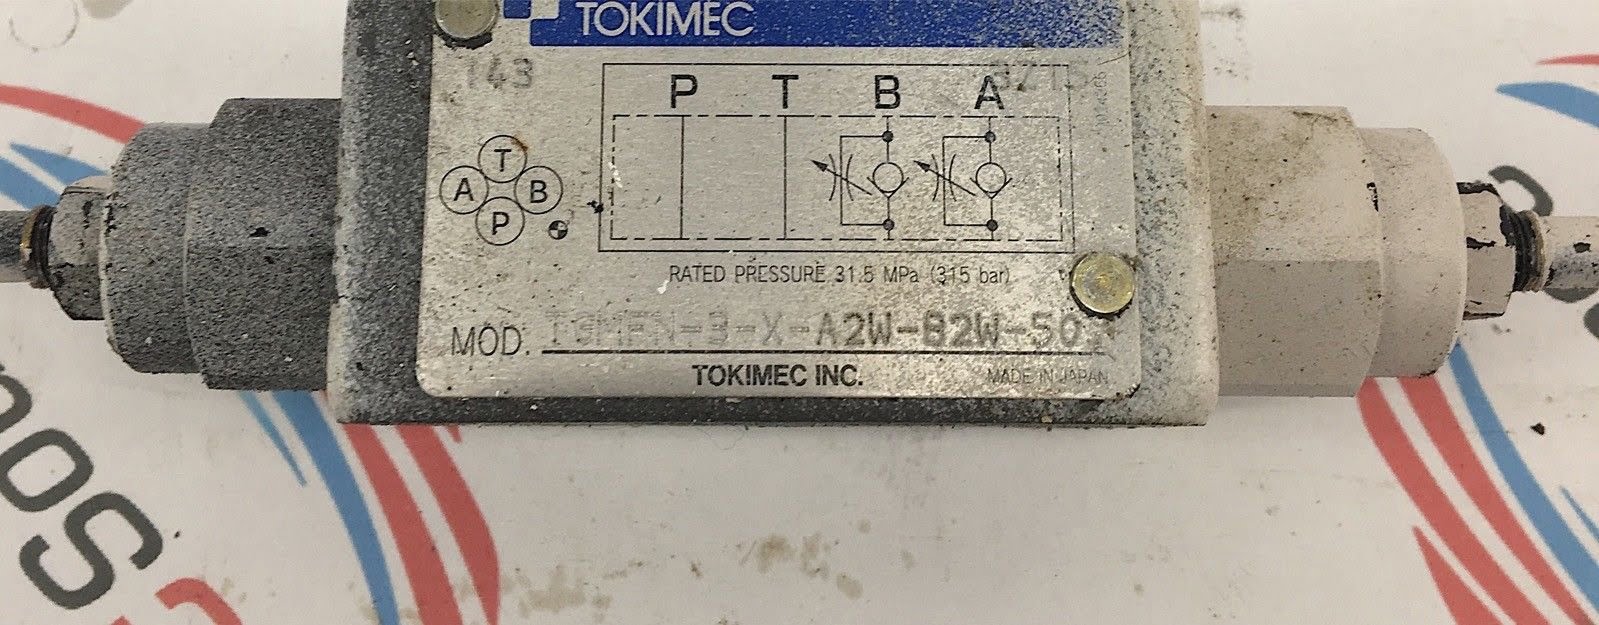 TOKIMEC
143
P T B A
T
A B
P
RATED PRESSURE 31.5 MPa (315 bar)
MOD. TGMFN-3-X-A2W-B2W-50
TOKIMEC INC.
MADE IN JAPAN